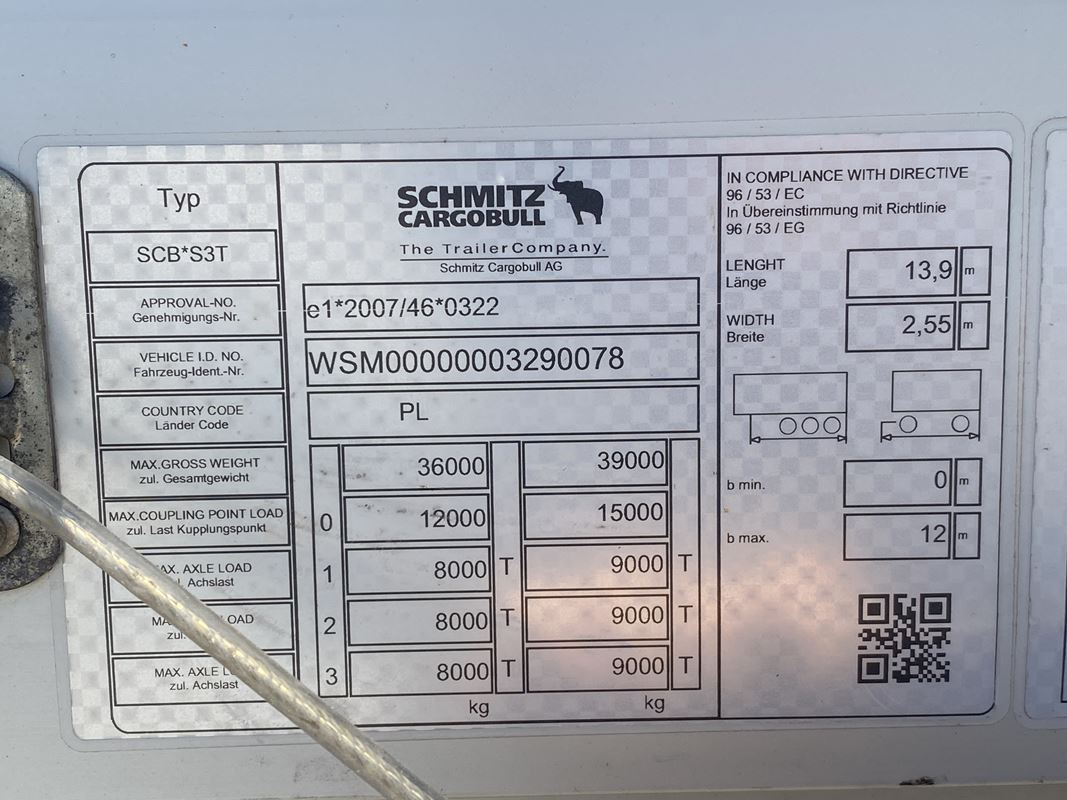 Typ
SCHMITZ
CARGOBULL
The TrailerCompany.
Schmitz Cargobull AG
SCB*S3T
APPROVAL-NO.
Genehmigungs-Nr.
e1*2007/46*0322
VEHICLE I.D. NO.
Fahrzeug-Ident.-Nr.
WSM00000003290078
COUNTRY CODE
Länder Code
PL
MAX.GROSS WEIGHT
zul. Gesamtgewicht
36000 39000
MAX.COUPLING POINT LOAD
zul. Last Kupplungspunkt
0 12000 15000
AXLE LOAD
Achslast
1 8000 T 9000 T
2 8000 T 9000 T
MAX. AXLE
zul. Achslast
3 8000 T 9000 T
kg kg
IN COMPLIANCE WITH DIRECTIVE
96 / 53 / EC
In Übereinstimmung mit Richtlinie
96 / 53 / EG
LENGHT
Länge
13,9 m
WIDTH
Breite
2,55 m
b min. 0 m
b max. 12 m